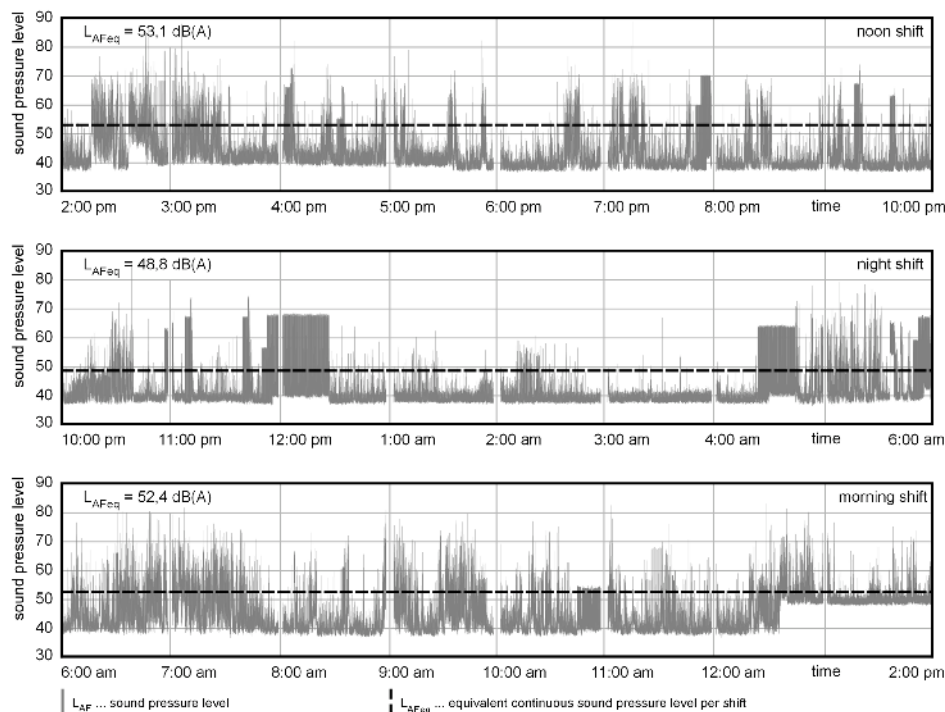 sound pressure level
90
80
70
60
50
40
30
L_AFeq = 53,1 dB(A)
noon shift
2:00 pm 3:00 pm 4:00 pm 5:00 pm 6:00 pm 7:00 pm 8:00 pm time 10:00 pm
sound pressure level
90
80
70
60
50
40
30
L_AFeq = 48,8 dB(A)
night shift
10:00 pm 11:00 pm 12:00 pm 1:00 am 2:00 am 3:00 am 4:00 am time 6:00 am
sound pressure level
90
80
70
60
50
40
30
L_AFeq = 52,4 dB(A)
morning shift
6:00 am 7:00 am 8:00 am 9:00 am 10:00 am 11:00 am 12:00 am time 2:00 pm
L_AF ... sound pressure level
L_AFeq ... equivalent continuous sound pressure level per shift